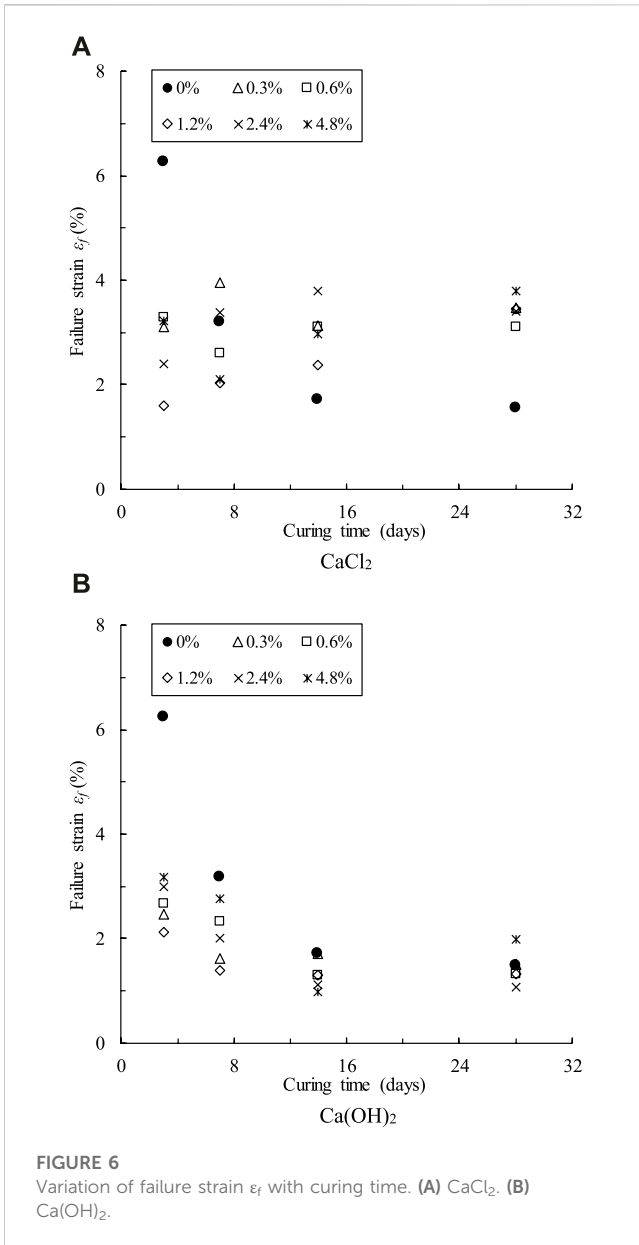 A
8
6
4
2
0
Failure strain εf (%)
● 0% △ 0.3% □ 0.6%
◇ 1.2% × 2.4% ⚹ 4.8%
0 8 16 24 32
Curing time (days)
CaCl₂
B
8
6
4
2
0
Failure strain εf (%)
● 0% △ 0.3% □ 0.6%
◇ 1.2% × 2.4% ⚹ 4.8%
0 8 16 24 32
Curing time (days)
Ca(OH)₂
FIGURE 6
Variation of failure strain εf with curing time. (A) CaCl₂. (B)
Ca(OH)₂.